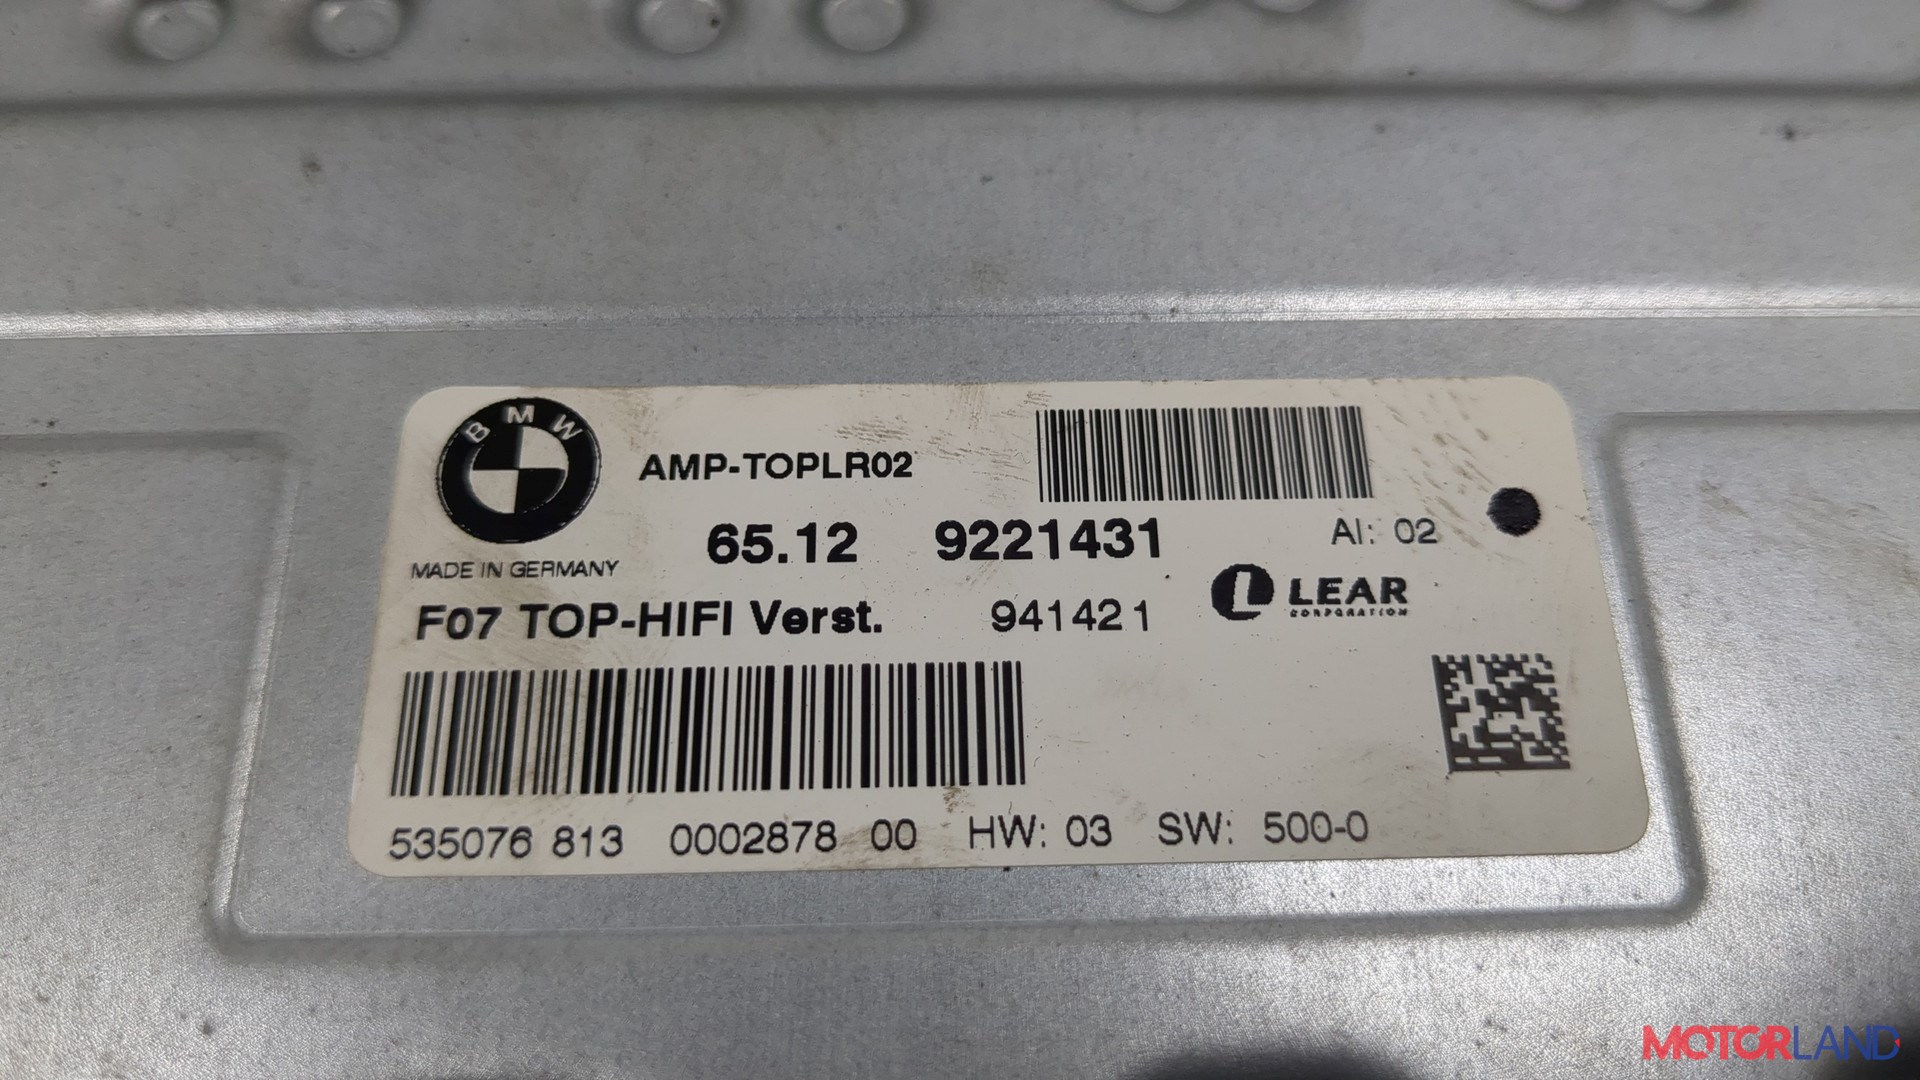 BMW
AMP-TOPLR02
65.12 9221431
AI: 02
MADE IN GERMANY
LEAR
CORPORATION
F07 TOP-HIFI Verst. 941421
535076 813 0002878 00 HW: 03 SW: 500-0
MOTORLAND